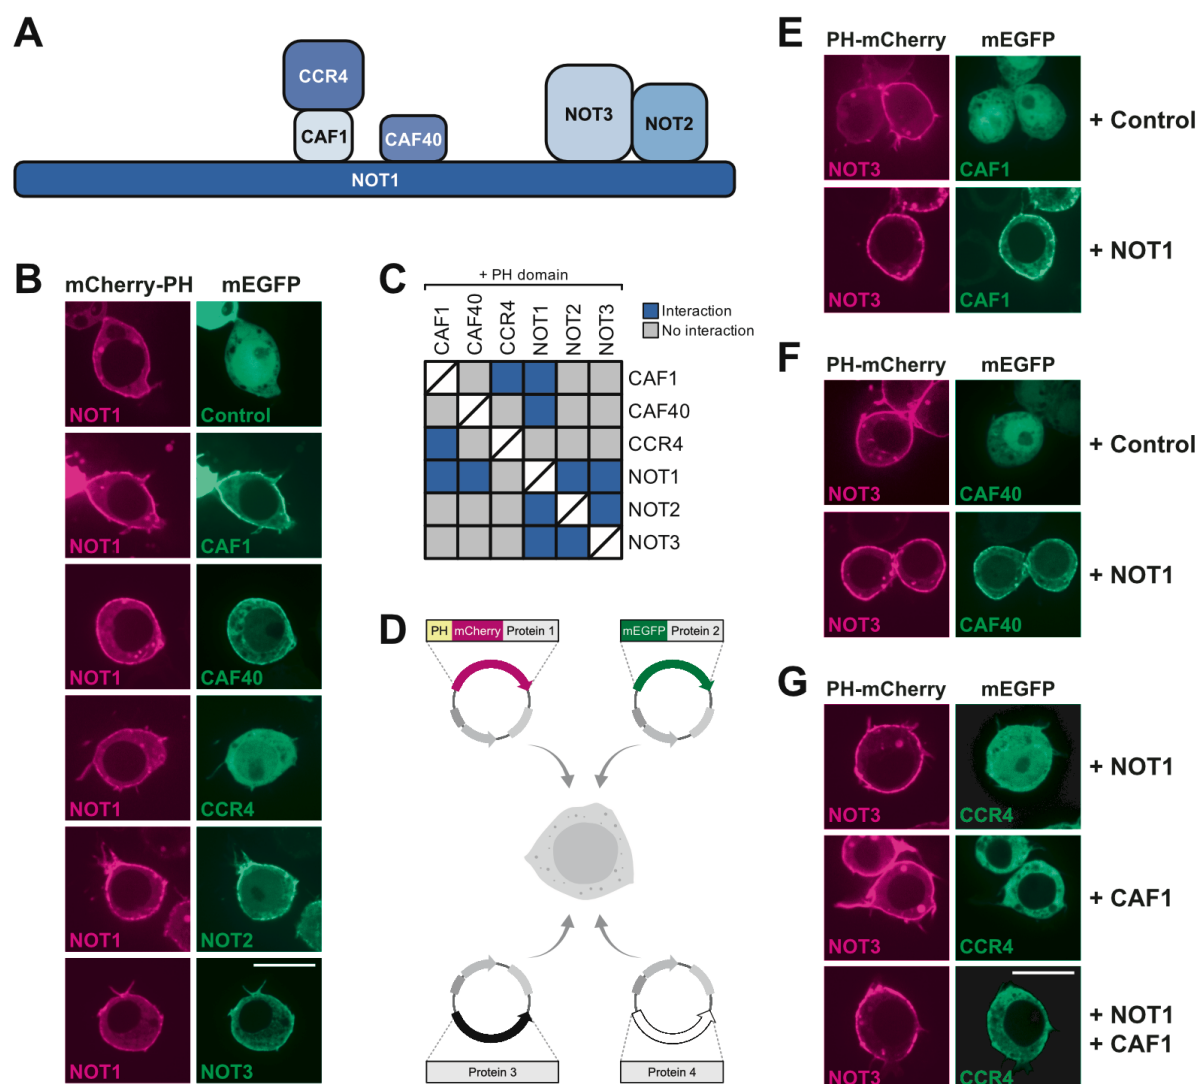 A
CCR4
CAF1
CAF40
NOT3
NOT2
NOT1
B
mCherry-PH mEGFP
NOT1 Control
NOT1 CAF1
NOT1 CAF40
NOT1 CCR4
NOT1 NOT2
NOT1 NOT3
C
+ PH domain
CAF1 CAF40 CCR4 NOT1 NOT2 NOT3
Interaction
No interaction
CAF1
CAF40
CCR4
NOT1
NOT2
NOT3
D
PH mCherry Protein 1
mEGFP Protein 2
Protein 3
Protein 4
E
PH-mCherry mEGFP
NOT3 CAF1 + Control
NOT3 CAF1 + NOT1
F
PH-mCherry mEGFP
NOT3 CAF40 + Control
NOT3 CAF40 + NOT1
G
PH-mCherry mEGFP
NOT3 CCR4 + NOT1
NOT3 CCR4 + CAF1
NOT3 CCR4 + NOT1
+ CAF1